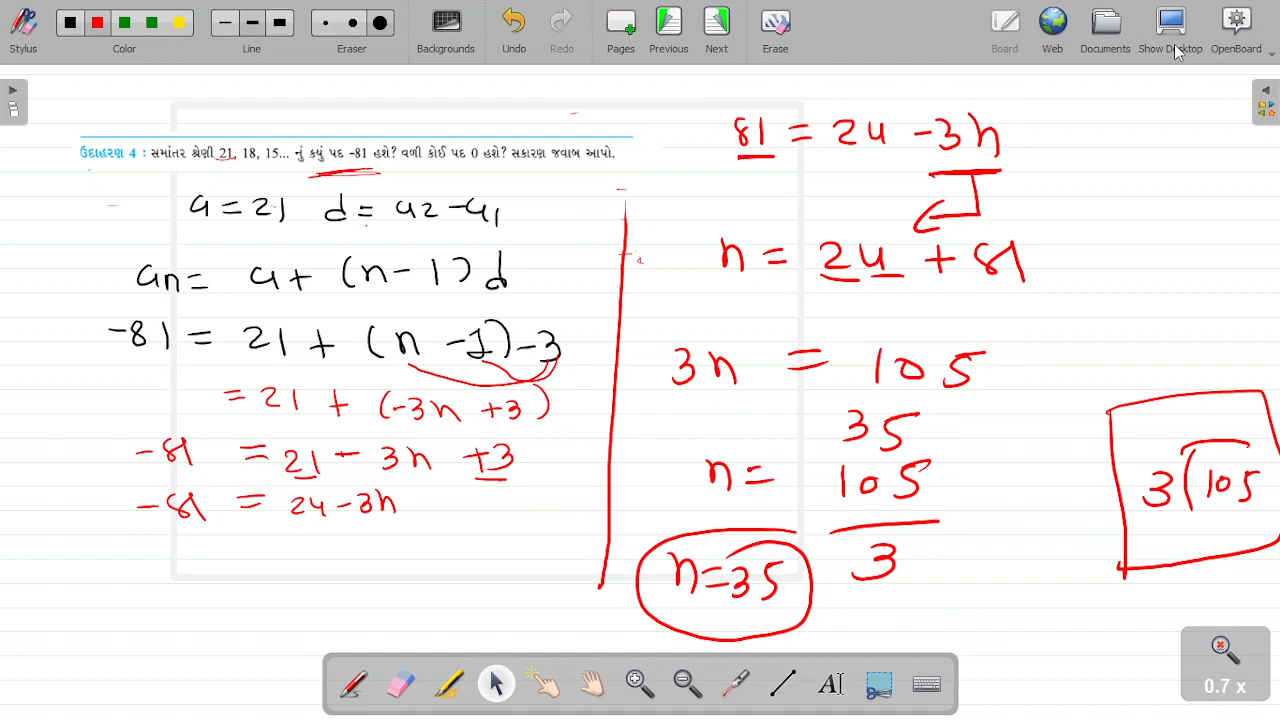 Stylus Color Line Eraser Backgrounds Undo Redo Pages Previous Next Erase Board Web Documents Show Desktop OpenBoard
ઉદાહરણ 4 : સમાંતર શ્રેણી 21, 18, 15... નું કયું પદ -81 હશે? વળી કોઈ પદ 0 હશે? સકારણ જવાબ આપો.
a = 21 d = a2 - a1
an = a + (n - 1) d
-81 = 21 + (n - 1) - 3
= 21 + (-3n + 3)
-81 = 21 - 3n + 3
-81 = 24 - 3n
81 = 24 - 3n
n = 24 + 81
3n = 105
35
n = 105
3
n = 35
3 105
0.7 x